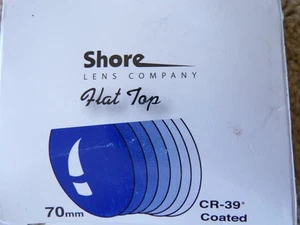 Shore
LENS COMPANY
Flat Top
70mm
CR-39®
Coated